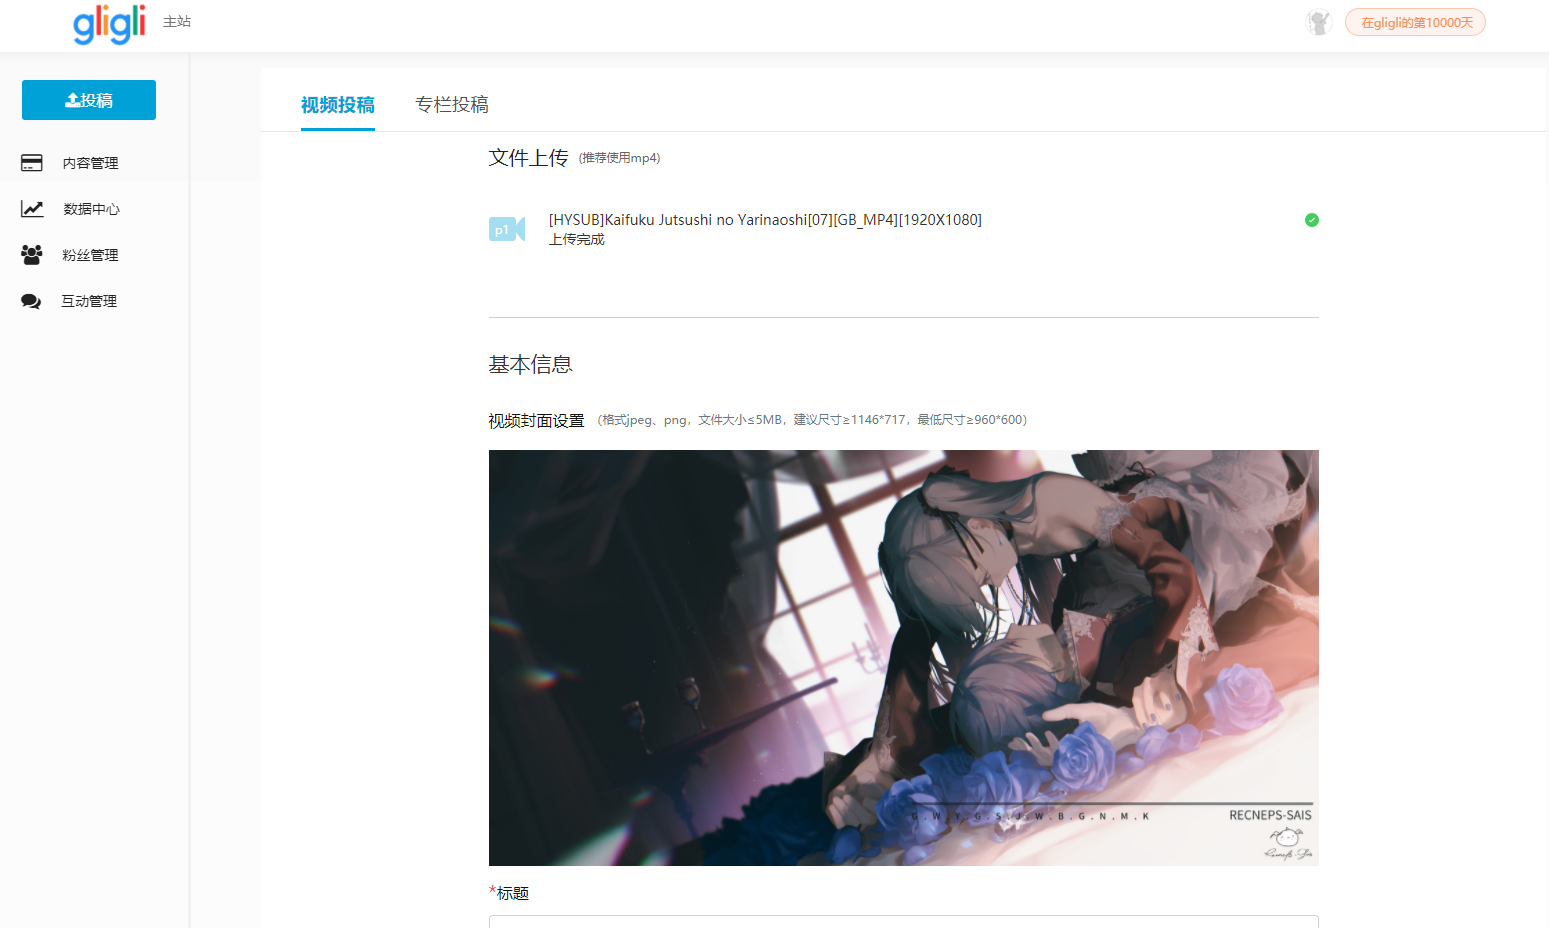 gligli
主站
在gligli的第10000天
投稿
内容管理
数据中心
粉丝管理
互动管理
视频投稿
专栏投稿
文件上传 (推荐使用mp4)
p1
[HYSUB]Kaifuku Jutsushi no Yarinaoshi[07][GB_MP4][1920X1080]
上传完成
基本信息
视频封面设置 (格式jpeg、png，文件大小≤5MB，建议尺寸≥1146*717，最低尺寸≥960*600)
G.W.Y.G.S.J.W.B.G.N.M.K
RECNEPS-SAIS
*标题